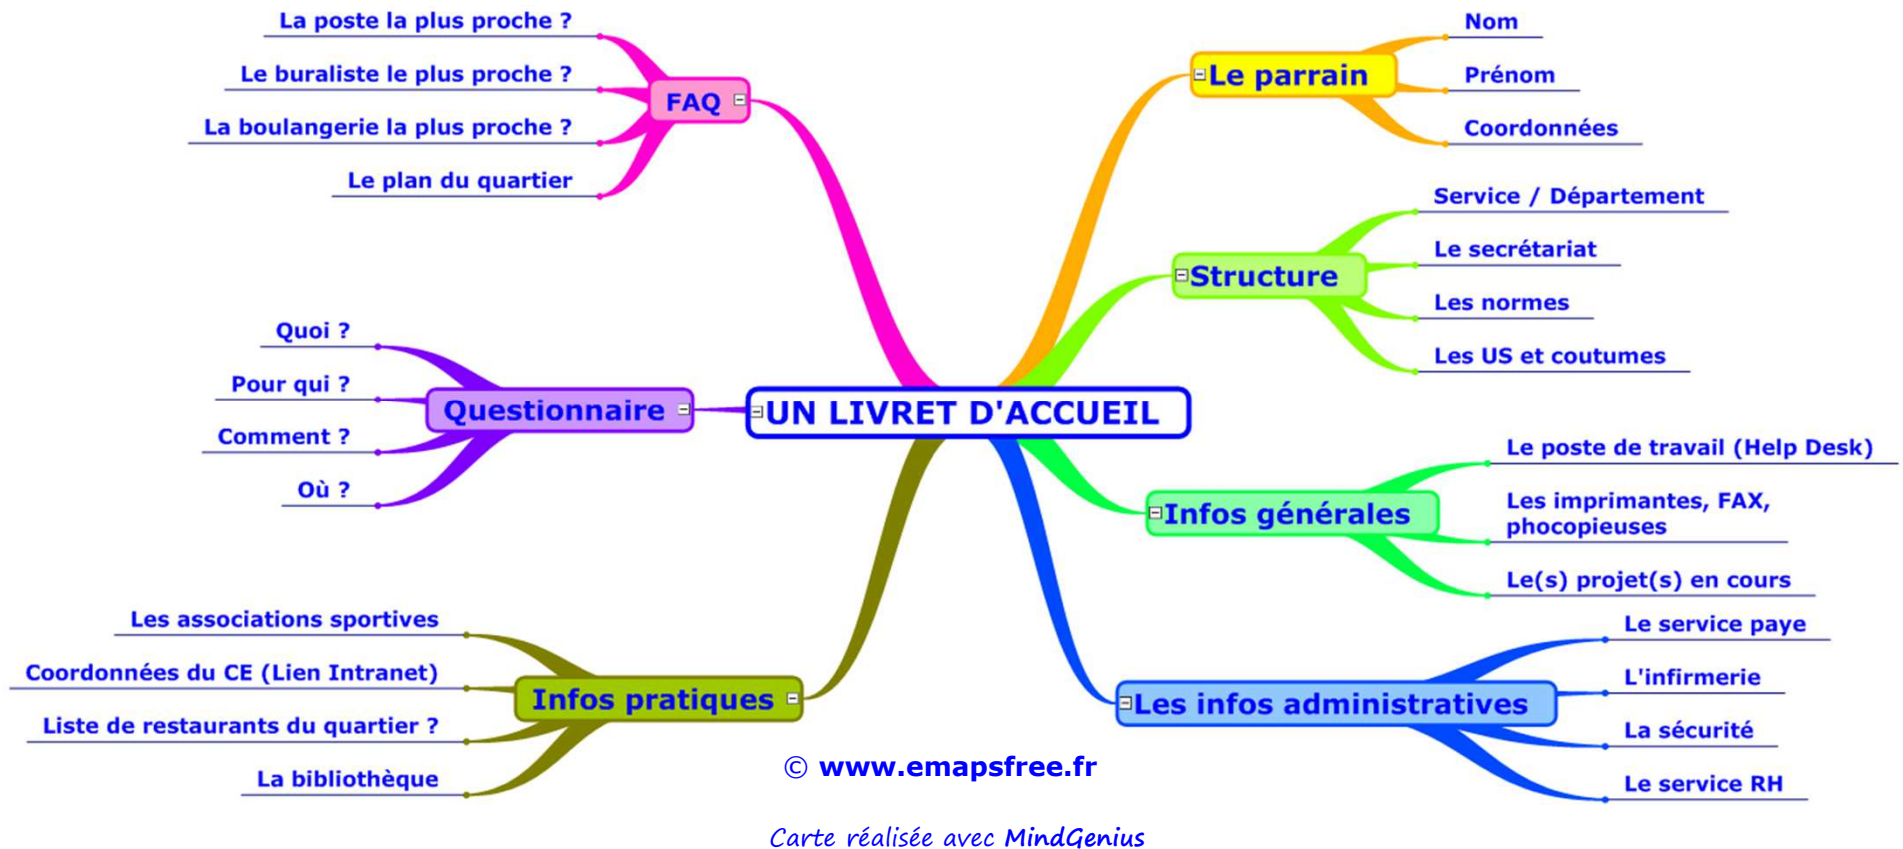 UN LIVRET D'ACCUEIL
Le parrain
Nom
Prénom
Coordonnées
Structure
Service / Département
Le secrétariat
Les normes
Les US et coutumes
Infos générales
Le poste de travail (Help Desk)
Les imprimantes, FAX,
phocopieuses
Le(s) projet(s) en cours
Les infos administratives
Le service paye
L'infirmerie
La sécurité
Le service RH
Infos pratiques
Les associations sportives
Coordonnées du CE (Lien Intranet)
Liste de restaurants du quartier ?
La bibliothèque
Questionnaire
Quoi ?
Pour qui ?
Comment ?
Où ?
FAQ
La poste la plus proche ?
Le buraliste le plus proche ?
La boulangerie la plus proche ?
Le plan du quartier
© www.emapsfree.fr
Carte réalisée avec MindGenius